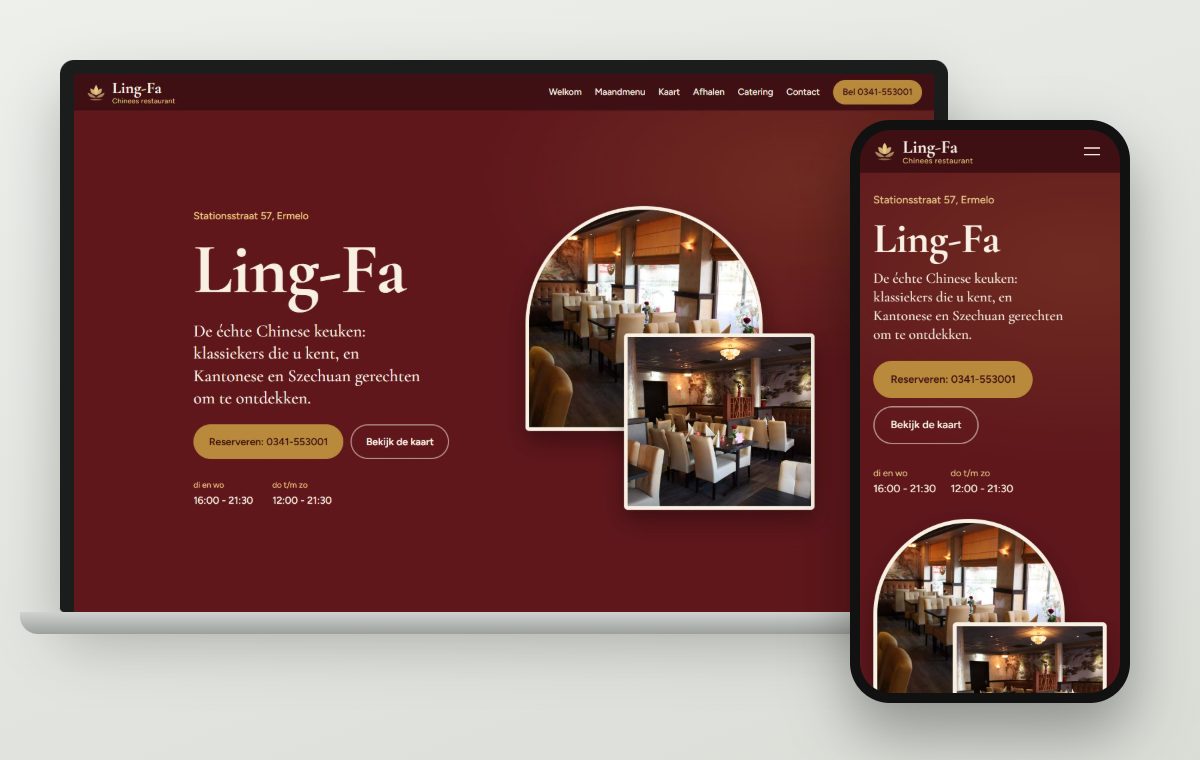 Ling-Fa
Chinees restaurant
Welkom Maandmenu Kaart Afhalen Catering Contact Bel 0341-553001
Stationsstraat 57, Ermelo
Ling-Fa
De échte Chinese keuken:
klassiekers die u kent, en
Kantonese en Szechuan gerechten
om te ontdekken.
Reserveren: 0341-553001 Bekijk de kaart
di en wo do t/m zo
16:00 - 21:30 12:00 - 21:30
Ling-Fa
Chinees restaurant
Stationsstraat 57, Ermelo
Ling-Fa
De échte Chinese keuken:
klassiekers die u kent, en
Kantonese en Szechuan gerechten
om te ontdekken.
Reserveren: 0341-553001
Bekijk de kaart
di en wo do t/m zo
16:00 - 21:30 12:00 - 21:30